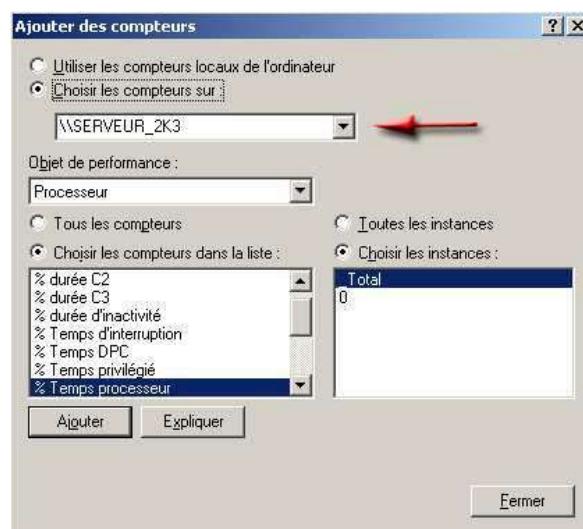 Ajouter des compteurs
Utiliser les compteurs locaux de l'ordinateur
Choisir les compteurs sur :
\\SERVEUR_2K3
Objet de performance :
Processeur
Tous les compteurs
Toutes les instances
Choisir les compteurs dans la liste :
Choisir les instances :
% durée C2
% durée C3
% durée d'inactivité
% Temps d'interruption
% Temps DPC
% Temps privilégié
% Temps processeur
_Total
0
Ajouter
Expliquer
Fermer